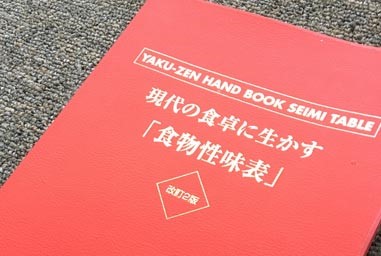 YAKU-ZEN HAND BOOK SEIMI TABLE
現代の食卓に生かす
「食物性味表」
改訂2版